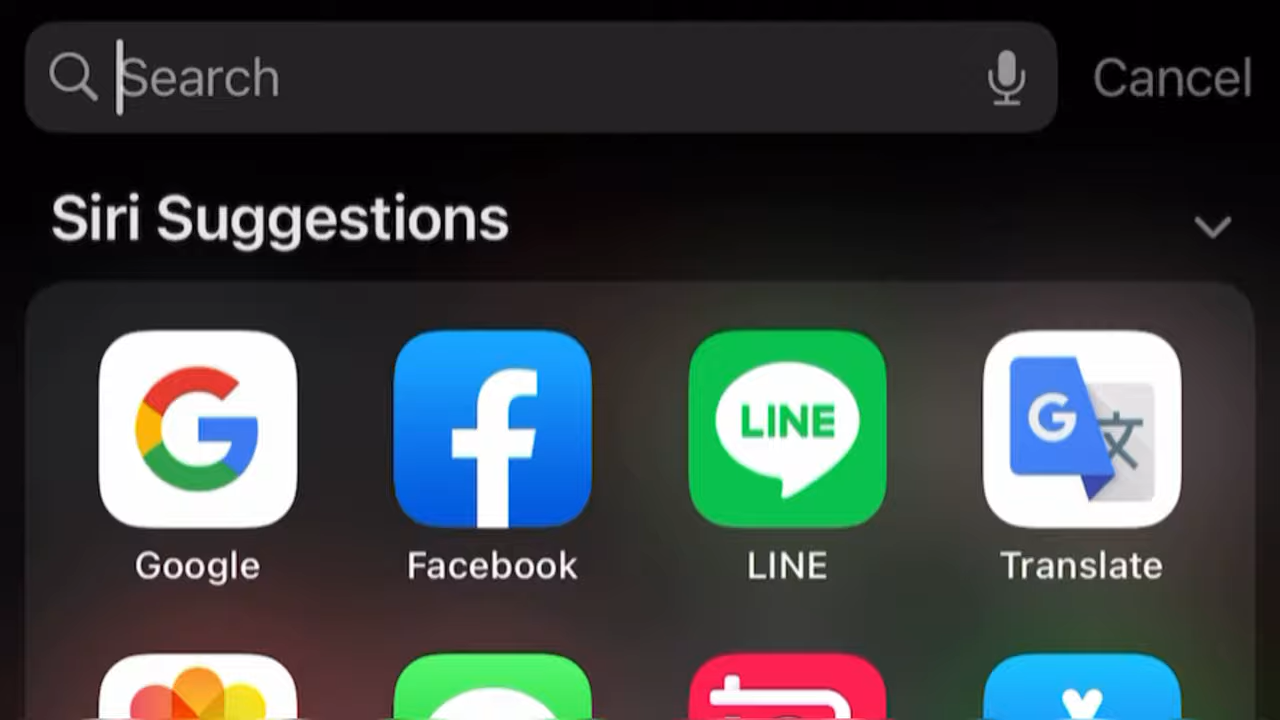 Search
Cancel
Siri Suggestions
LINE
G 文
Google
Facebook
LINE
Translate